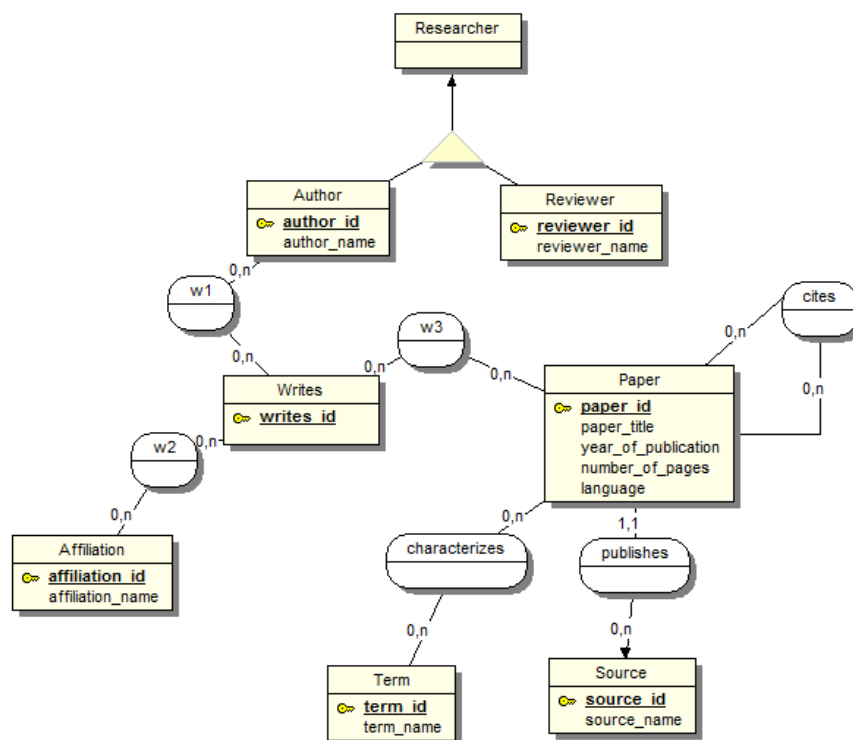 Researcher
Author
author_id
author_name
Reviewer
reviewer_id
reviewer_name
0,n
w1
0,n
cites
0,n
0,n
w3
0,n
0,n
Writes
writes_id
Paper
paper_id
paper_title
year_of_publication
number_of_pages
language
w2
0,n
0,n
Affiliation
affiliation_id
affiliation_name
0,n
characterizes
0,n
1,1
publishes
0,n
Term
term_id
term_name
Source
source_id
source_name